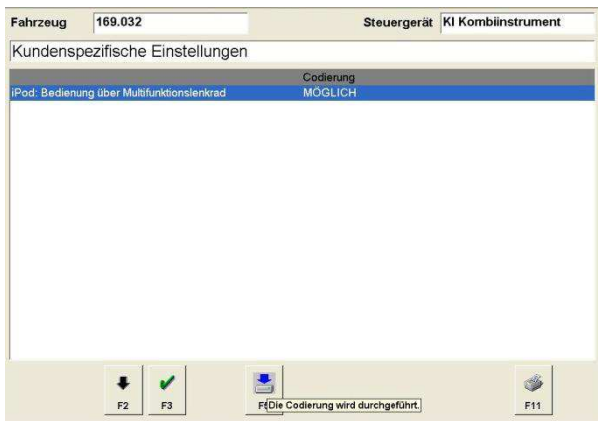 Fahrzeug 169.032 Steuergerät KI Kombiinstrument
Kundenspezifische Einstellungen
Codierung
iPod: Bedienung über Multifunktionslenkrad MÖGLICH
Die Codierung wird durchgeführt.
F2 F3 F11